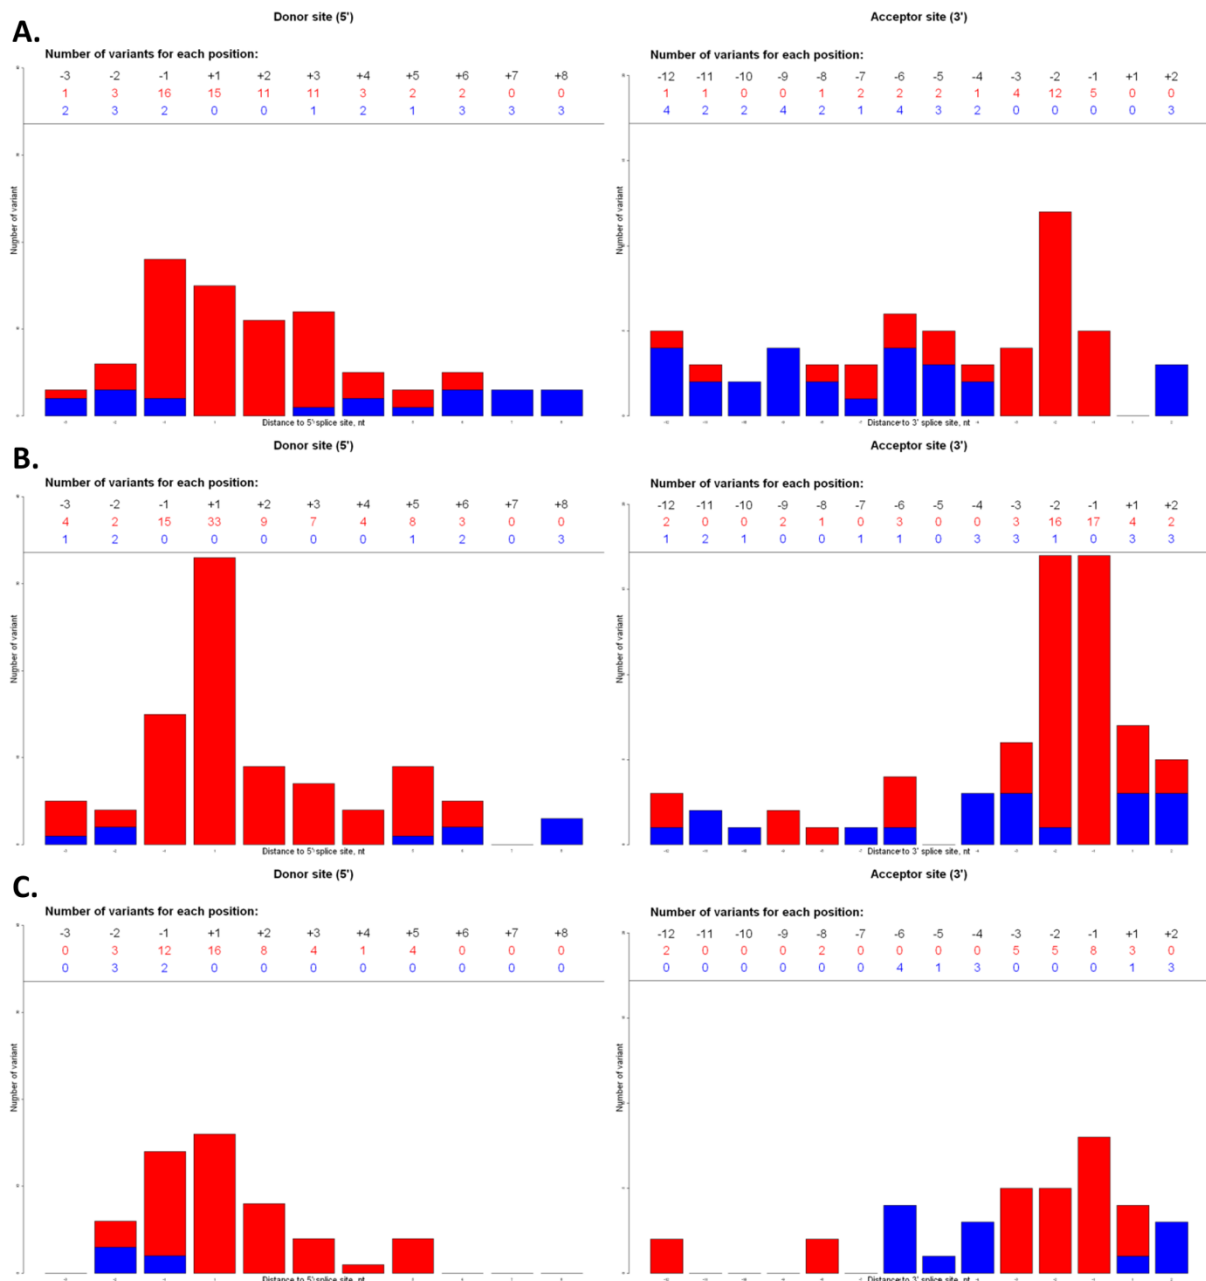 A.
Donor site (5')
Number of variants for each position:
-3 -2 -1 +1 +2 +3 +4 +5 +6 +7 +8
1 3 16 15 11 11 3 2 2 0 0
2 3 2 0 0 1 2 1 3 3 3
Number of variant
Distance to 5' splice site, nt
Acceptor site (3')
Number of variants for each position:
-12 -11 -10 -9 -8 -7 -6 -5 -4 -3 -2 -1 +1 +2
1 1 0 0 1 2 2 2 1 4 12 5 0 0
4 2 2 4 2 1 4 3 2 0 0 0 0 3
Number of variant
Distance to 3' splice site, nt
B.
Donor site (5')
Number of variants for each position:
-3 -2 -1 +1 +2 +3 +4 +5 +6 +7 +8
4 2 15 33 9 7 4 8 3 0 0
1 2 0 0 0 0 0 1 2 0 3
Number of variant
Distance to 5' splice site, nt
Acceptor site (3')
Number of variants for each position:
-12 -11 -10 -9 -8 -7 -6 -5 -4 -3 -2 -1 +1 +2
2 0 0 2 1 0 3 0 0 3 16 17 4 2
1 2 1 0 0 1 1 0 3 3 1 0 3 3
Number of variant
Distance to 3' splice site, nt
C.
Donor site (5')
Number of variants for each position:
-3 -2 -1 +1 +2 +3 +4 +5 +6 +7 +8
0 3 12 16 8 4 1 4 0 0 0
0 3 2 0 0 0 0 0 0 0 0
Number of variant
Distance to 5' splice site, nt
Acceptor site (3')
Number of variants for each position:
-12 -11 -10 -9 -8 -7 -6 -5 -4 -3 -2 -1 +1 +2
2 0 0 0 2 0 0 0 0 5 5 8 3 0
0 0 0 0 0 0 4 1 3 0 0 0 1 3
Number of variant
Distance to 3' splice site, nt